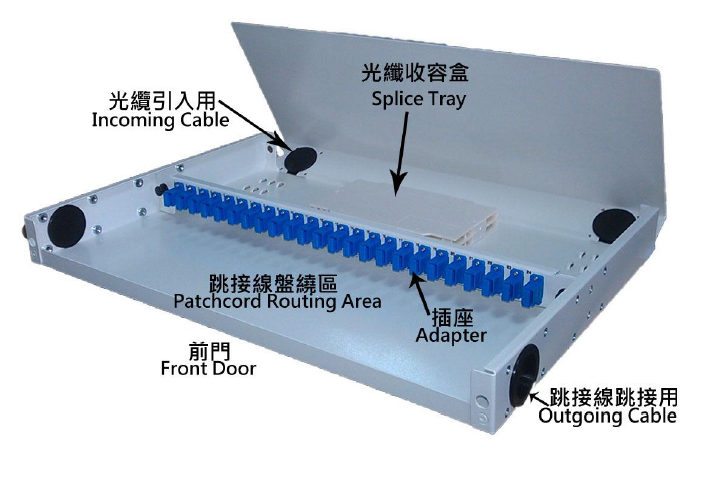 光纖收容盒
Splice Tray
光纜引入用
Incoming Cable
跳接線盤繞區
Patchcord Routing Area
插座
Adapter
前門
Front Door
跳接線跳接用
Outgoing Cable